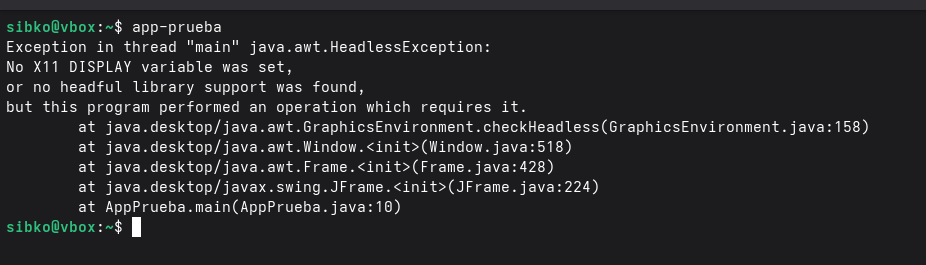 sibko@vbox:~$ app-prueba
Exception in thread "main" java.awt.HeadlessException:
No X11 DISPLAY variable was set,
or no headful library support was found,
but this program performed an operation which requires it.
        at java.desktop/java.awt.GraphicsEnvironment.checkHeadless(GraphicsEnvironment.java:158)
        at java.desktop/java.awt.Window.<init>(Window.java:518)
        at java.desktop/java.awt.Frame.<init>(Frame.java:428)
        at java.desktop/javax.swing.JFrame.<init>(JFrame.java:224)
        at AppPrueba.main(AppPrueba.java:10)
sibko@vbox:~$